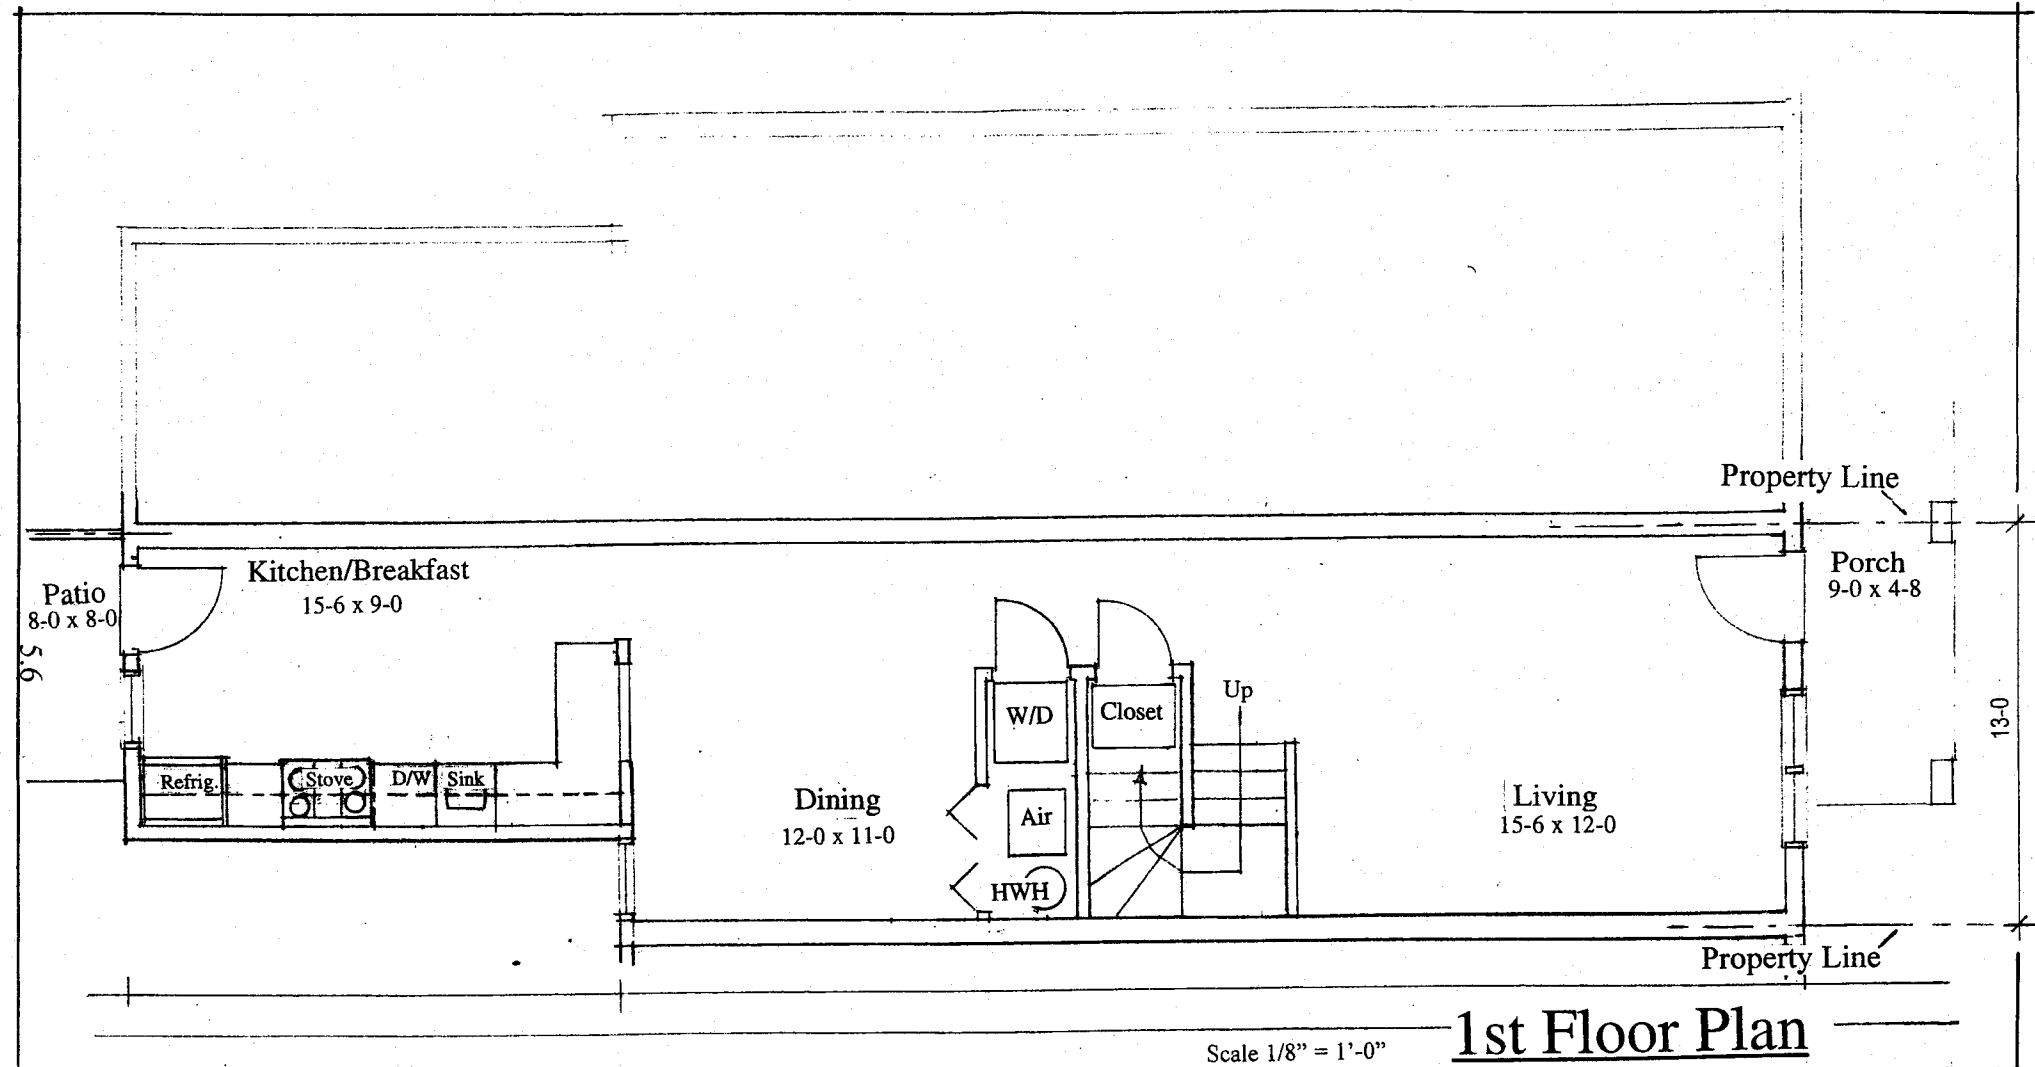 Property Line
Kitchen/Breakfast
15-6 x 9-0
Patio
8-0 x 8-0
Porch
9-0 x 4-8
5.6
Up
W/D
Closet
13-0
Refrig.
Stove
D/W
Sink
Dining
12-0 x 11-0
Air
Living
15-6 x 12-0
HWH
Property Line
1st Floor Plan
Scale 1/8” = 1’-0”